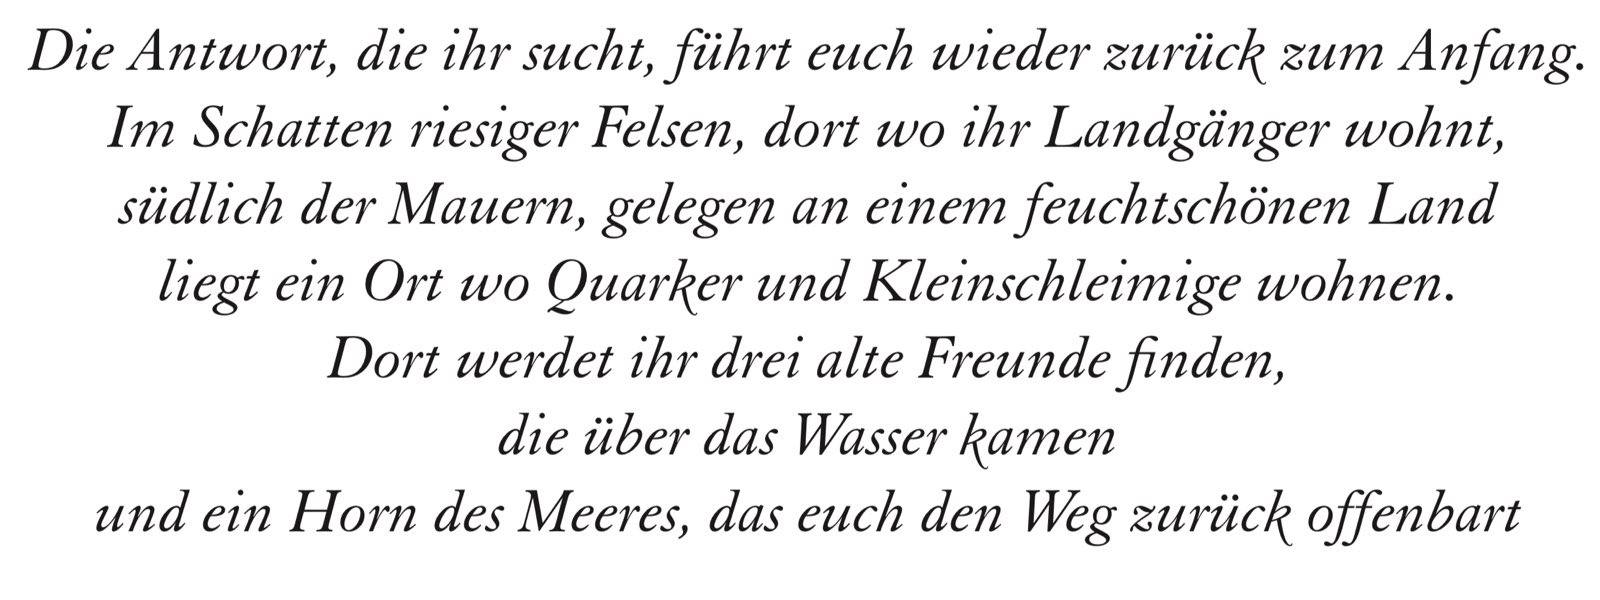 Die Antwort, die ihr sucht, führt euch wieder zurück zum Anfang.
Im Schatten riesiger Felsen, dort wo ihr Landgänger wohnt,
südlich der Mauern, gelegen an einem feuchtschönen Land
liegt ein Ort wo Quarker und Kleinschleimige wohnen.
Dort werdet ihr drei alte Freunde finden,
die über das Wasser kamen
und ein Horn des Meeres, das euch den Weg zurück offenbart